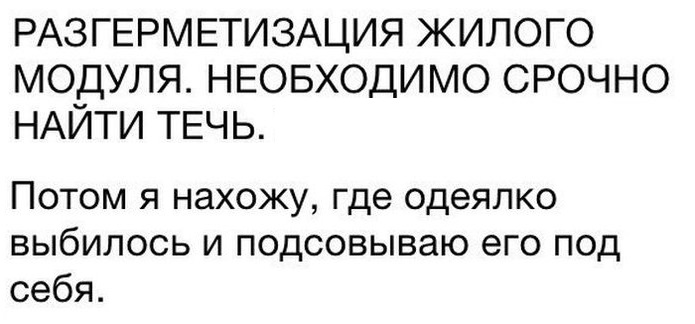 РАЗГЕРМЕТИЗАЦИЯ ЖИЛОГО
МОДУЛЯ. НЕОБХОДИМО СРОЧНО
НАЙТИ ТЕЧЬ.
Потом я нахожу, где одеялко
выбилось и подсовываю его под
себя.